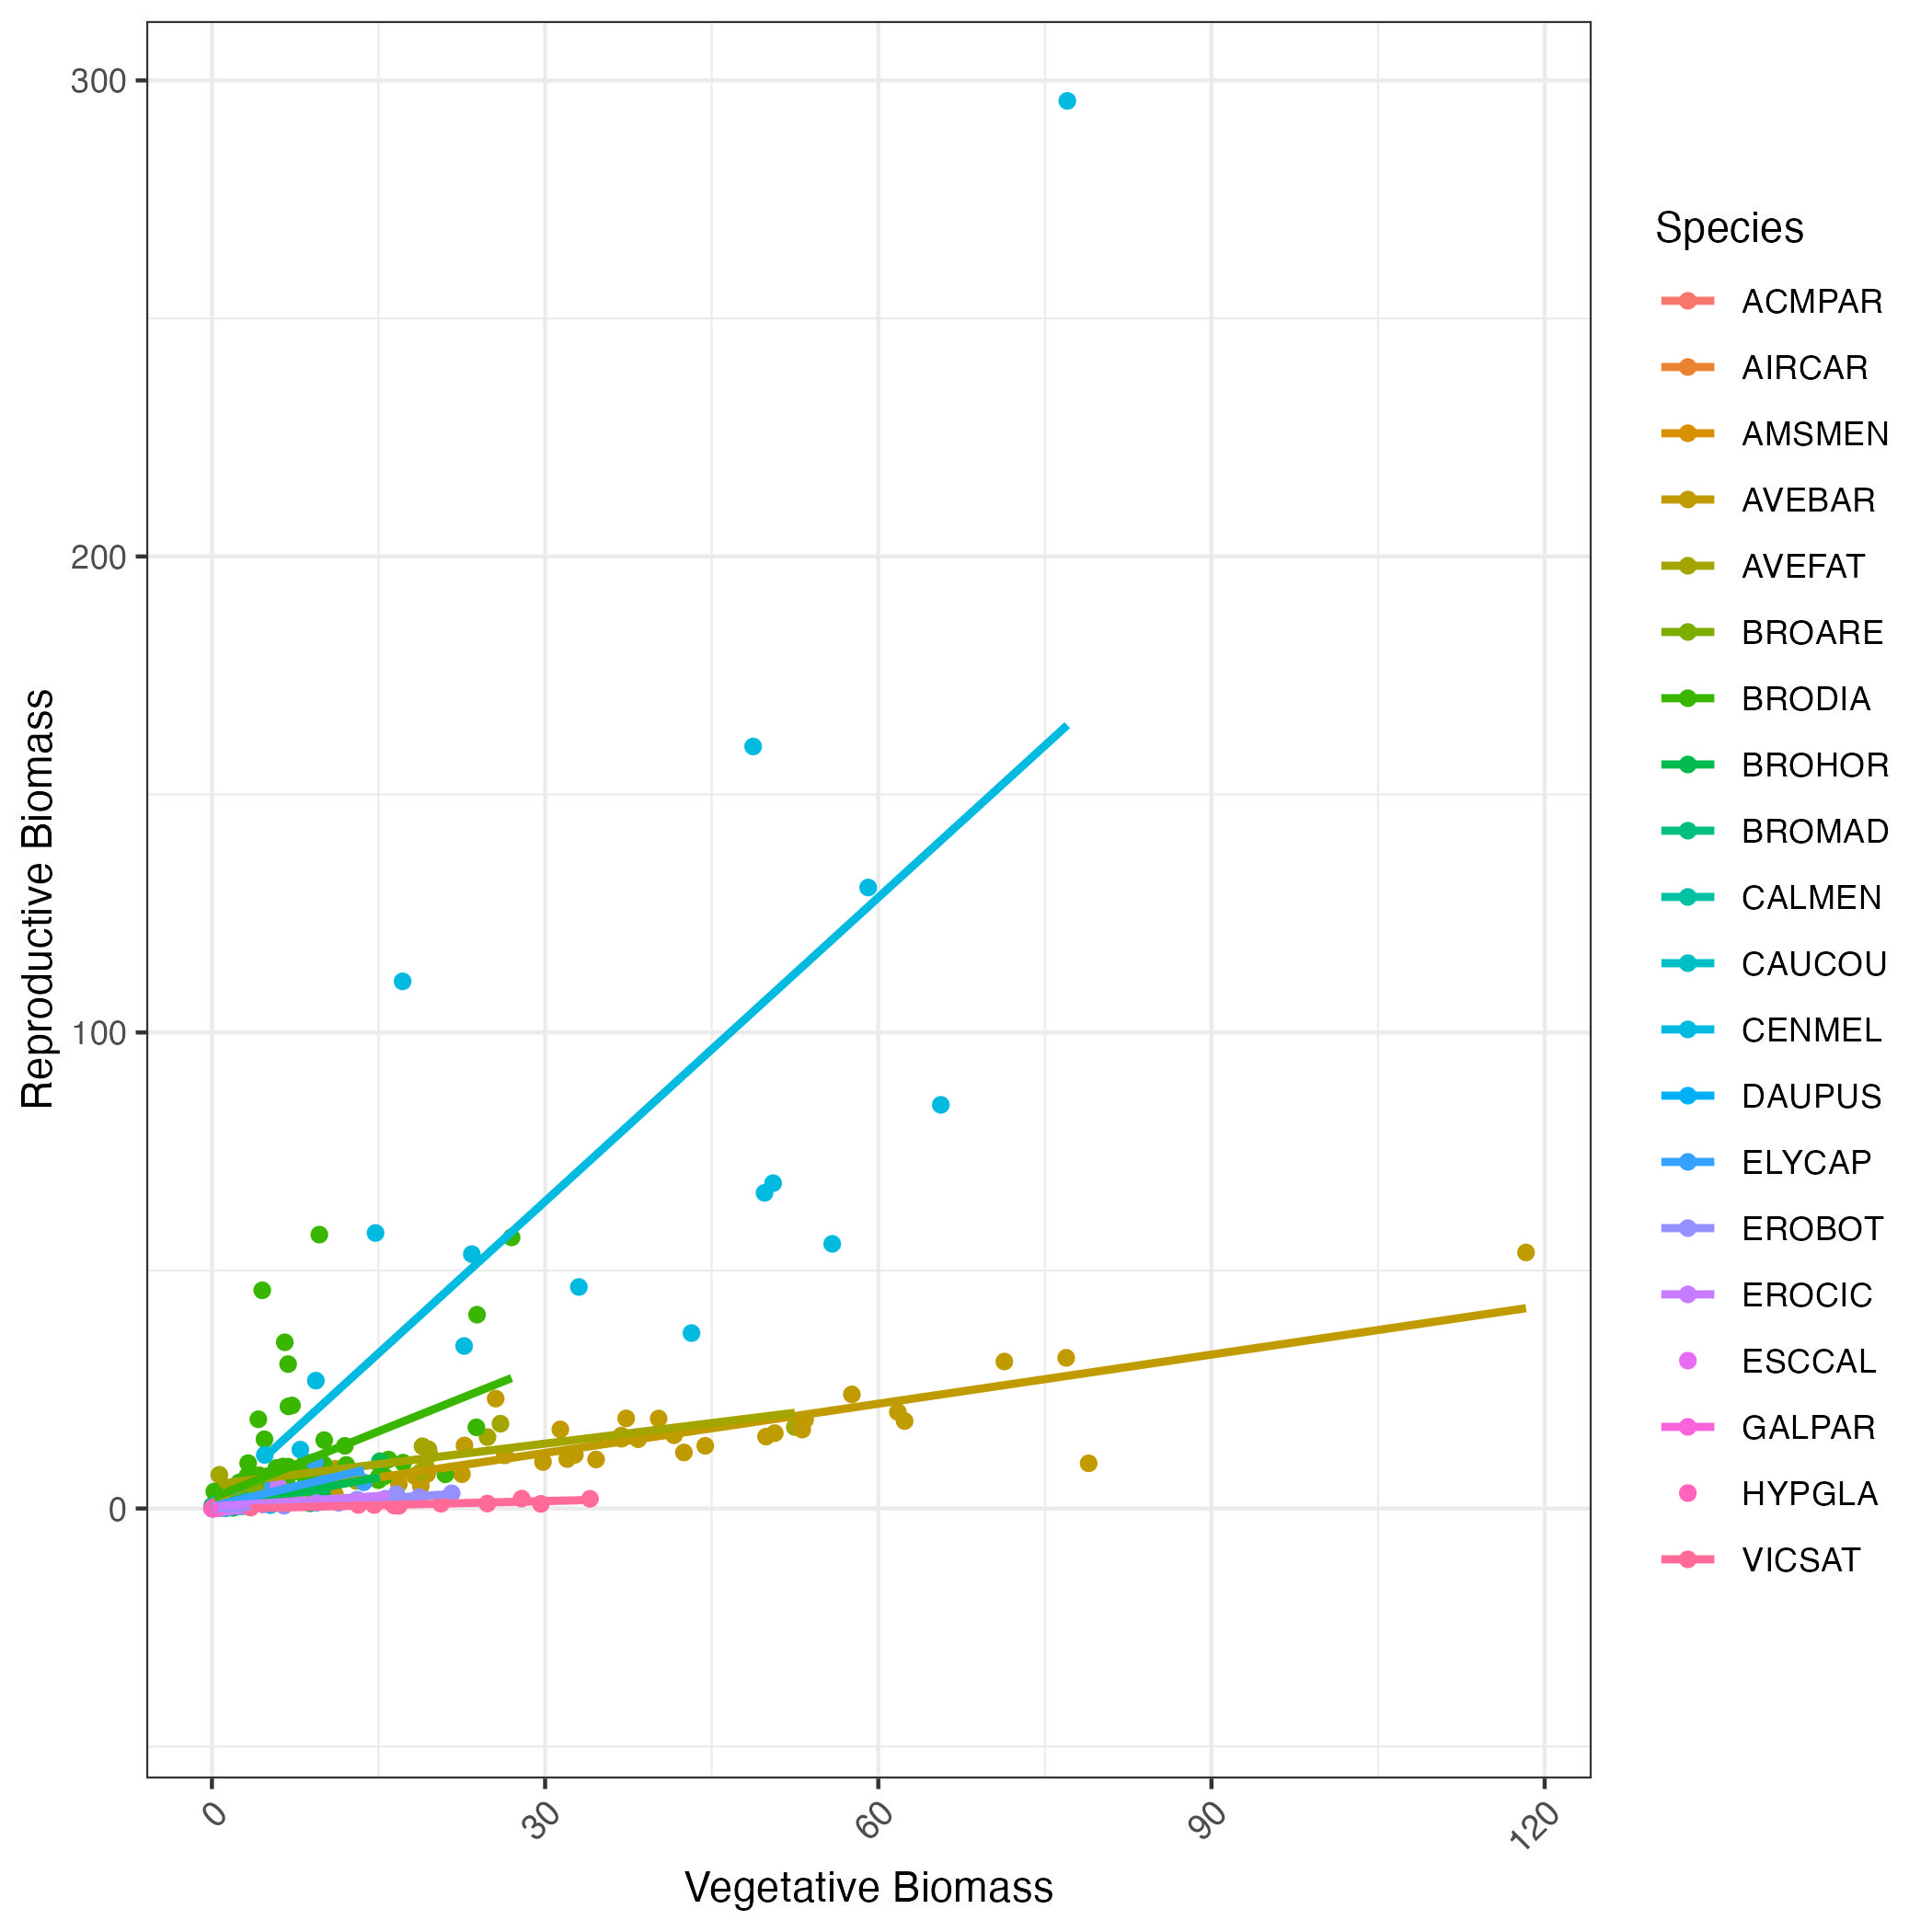 300
200
100
0
Reproductive Biomass
0
30
60
90
120
Vegetative Biomass
Species
ACMPAR
AIRCAR
AMSMEN
AVEBAR
AVEFAT
BROARE
BRODIA
BROHOR
BROMAD
CALMEN
CAUCOU
CENMEL
DAUPUS
ELYCAP
EROBOT
EROCIC
ESCCAL
GALPAR
HYPGLA
VICSAT